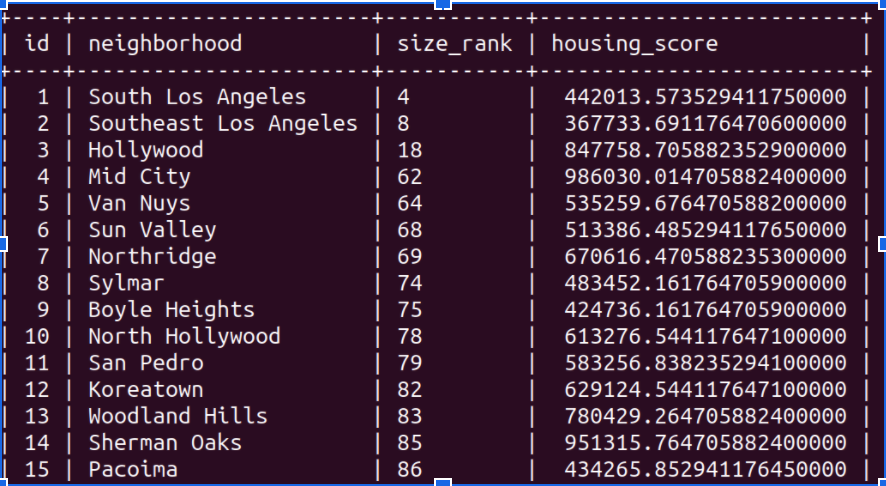 +----+-----------------------+-----------+------------------------+
| id | neighborhood          | size_rank | housing_score          |
+----+-----------------------+-----------+------------------------+
|  1 | South Los Angeles     | 4         |  442013.573529411750000 |
|  2 | Southeast Los Angeles | 8         |  367733.691176470600000 |
|  3 | Hollywood             | 18        |  847758.705882352900000 |
|  4 | Mid City              | 62        |  986030.014705882400000 |
|  5 | Van Nuys              | 64        |  535259.676470588200000 |
|  6 | Sun Valley            | 68        |  513386.485294117650000 |
|  7 | Northridge            | 69        |  670616.470588235300000 |
|  8 | Sylmar                | 74        |  483452.161764705900000 |
|  9 | Boyle Heights         | 75        |  424736.161764705900000 |
| 10 | North Hollywood       | 78        |  613276.544117647100000 |
| 11 | San Pedro             | 79        |  583256.838235294100000 |
| 12 | Koreatown             | 82        |  629124.544117647100000 |
| 13 | Woodland Hills        | 83        |  780429.264705882400000 |
| 14 | Sherman Oaks          | 85        |  951315.764705882400000 |
| 15 | Pacoima               | 86        |  434265.852941176450000 |